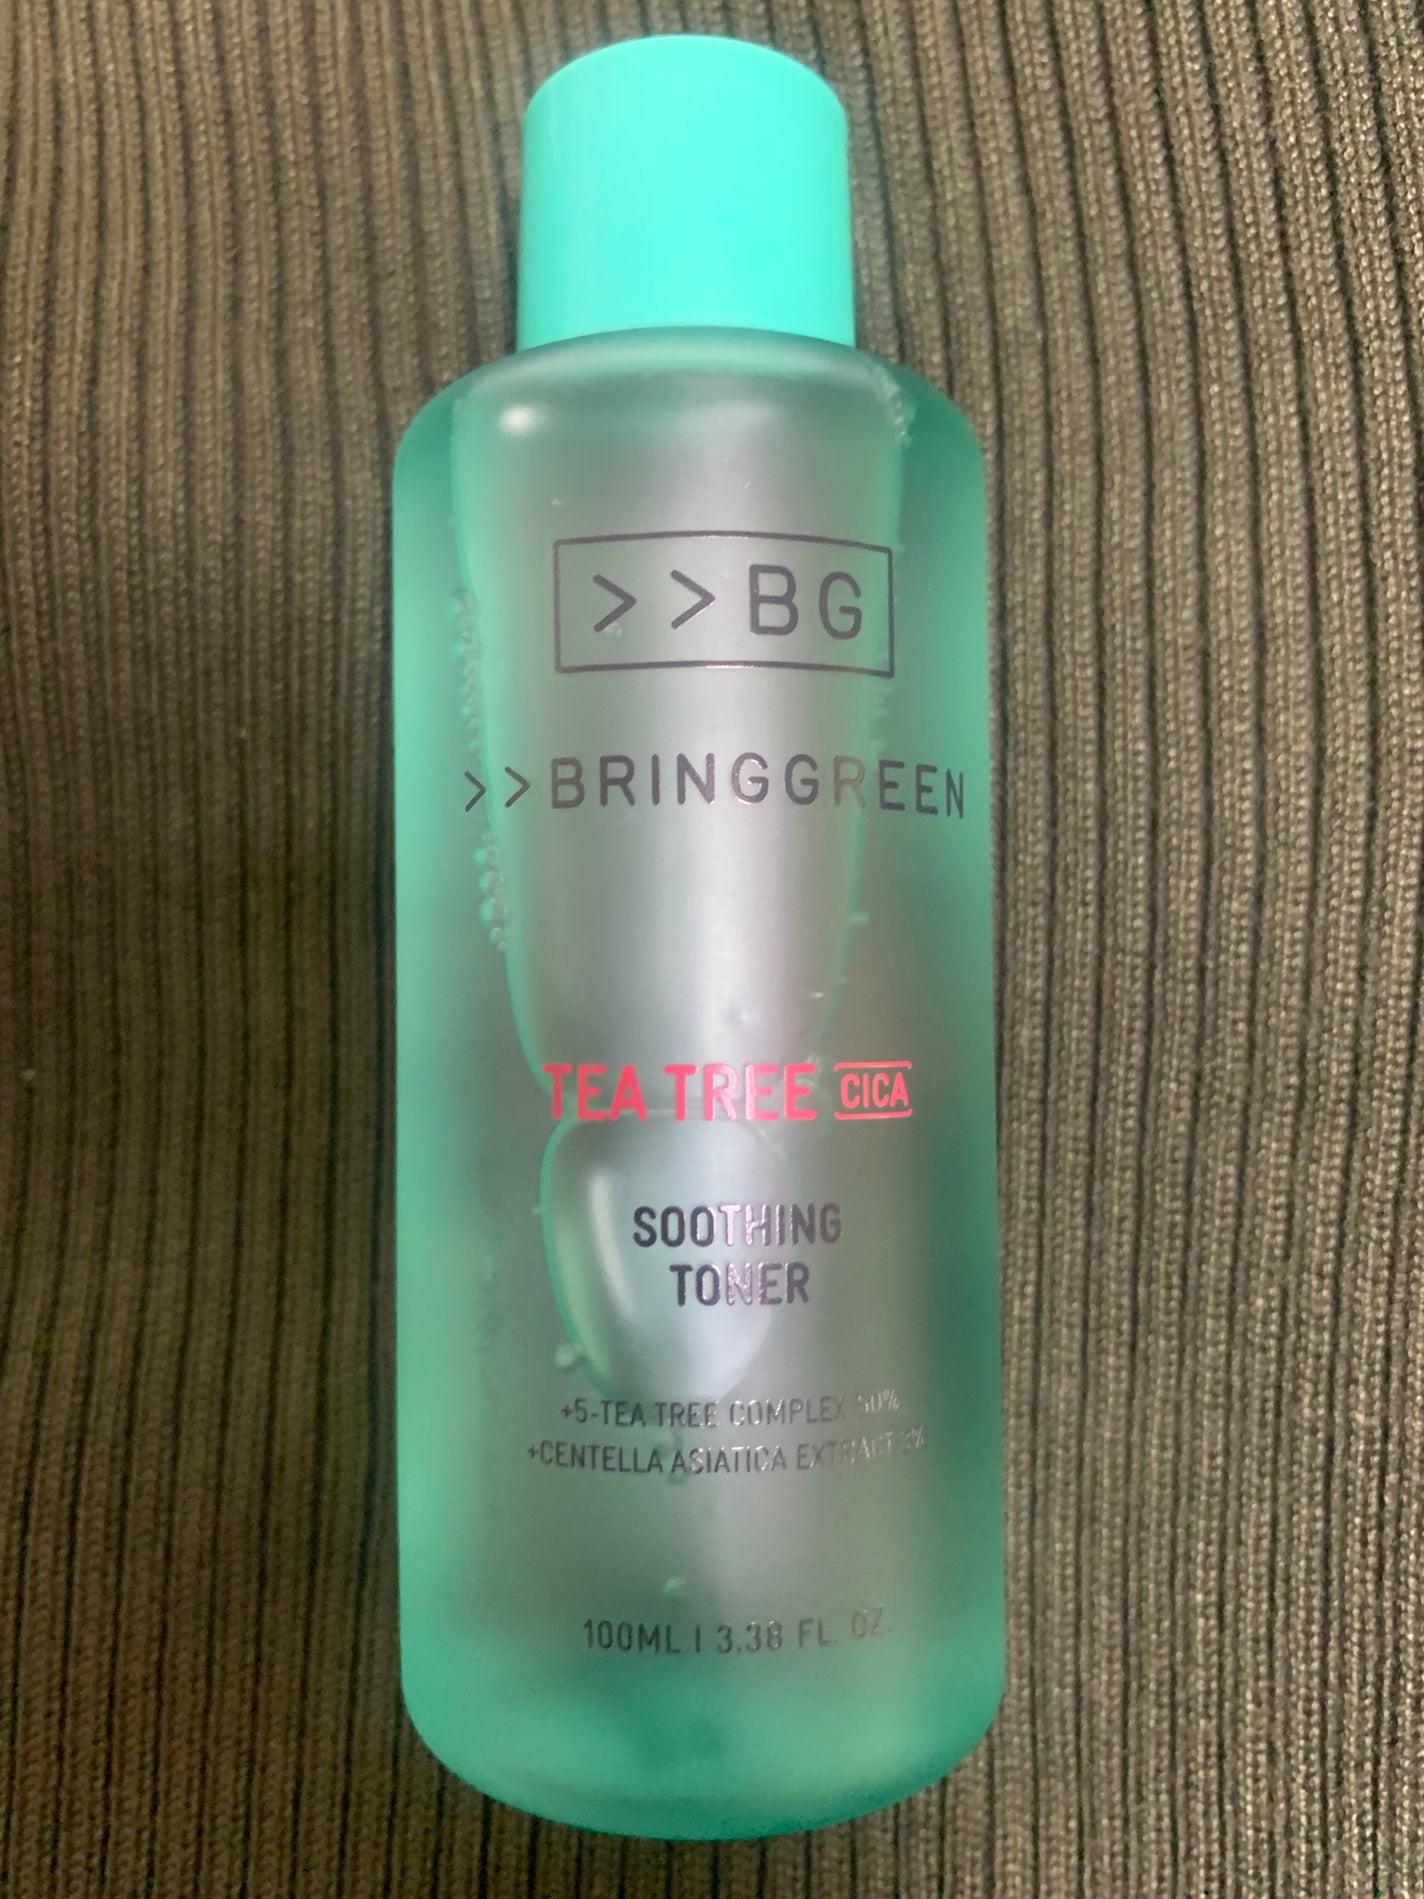 >>BG
>>BRINGGREEN
TEA TREE CICA
SOOTHING
TONER
+5-TEA TREE COMPLEX 50%
+CENTELLA ASIATICA EXTRACT
100ML | 3.38 FL. OZ.